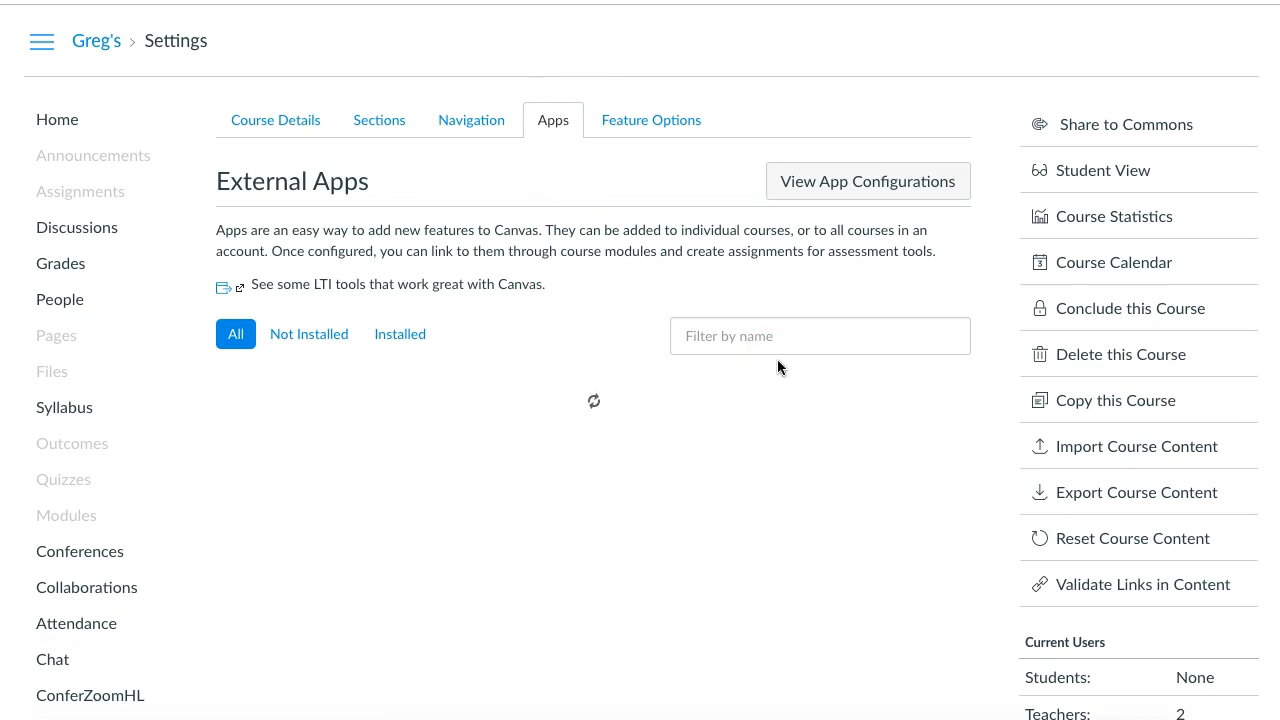 Greg's › Settings
Home
Announcements
Assignments
Discussions
Grades
People
Pages
Files
Syllabus
Outcomes
Quizzes
Modules
Conferences
Collaborations
Attendance
Chat
ConferZoomHL
Course Details Sections Navigation Apps Feature Options
External Apps
View App Configurations
Apps are an easy way to add new features to Canvas. They can be added to individual courses, or to all courses in an
account. Once configured, you can link to them through course modules and create assignments for assessment tools.
See some LTI tools that work great with Canvas.
All Not Installed Installed
Filter by name
Share to Commons
Student View
Course Statistics
3 Course Calendar
Conclude this Course
Delete this Course
Copy this Course
Import Course Content
Export Course Content
Reset Course Content
Validate Links in Content
Current Users
Students: None
Teachers: 2